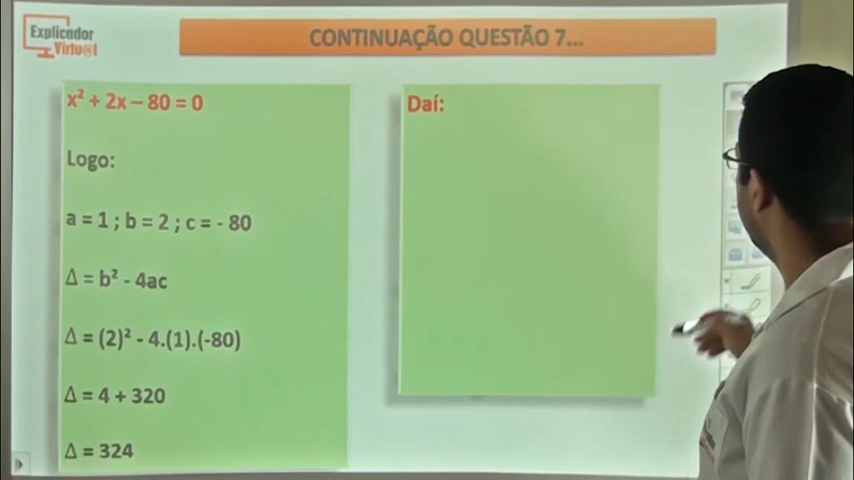 Explicador
Virtu@l
CONTINUAÇÃO QUESTÃO 7...
x² + 2x – 80 = 0
Logo:
a = 1 ; b = 2 ; c = - 80
Δ = b² - 4ac
Δ = (2)² - 4.(1).(-80)
Δ = 4 + 320
Δ = 324
Daí: